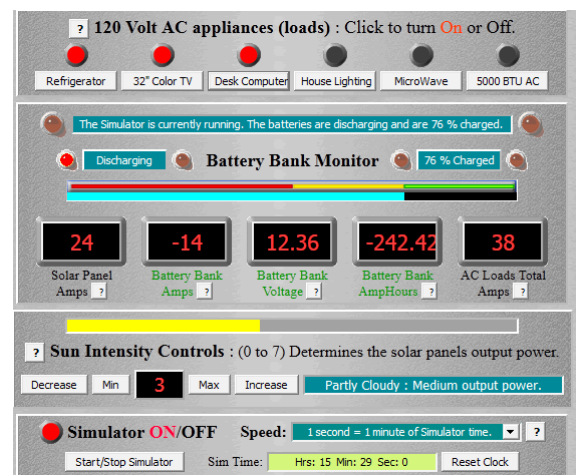 ? 120 Volt AC appliances (loads) : Click to turn On or Off.
Refrigerator 32" Color TV Desk Computer House Lighting MicroWave 5000 BTU AC
The Simulator is currently running. The batteries are discharging and are 76 % charged.
Discharging Battery Bank Monitor 76 % Charged
24 -14 12.36 -242.42 38
Solar Panel Battery Bank Battery Bank Battery Bank AC Loads Total
Amps ? Amps ? Voltage ? AmpHours ? Amps ?
? Sun Intensity Controls : (0 to 7) Determines the solar panels output power.
Decrease Min 3 Max Increase Partly Cloudy : Medium output power.
Simulator ON/OFF Speed: 1 second = 1 minute of Simulator time. ?
Start/Stop Simulator Sim Time: Hrs: 15 Min: 29 Sec: 0 Reset Clock